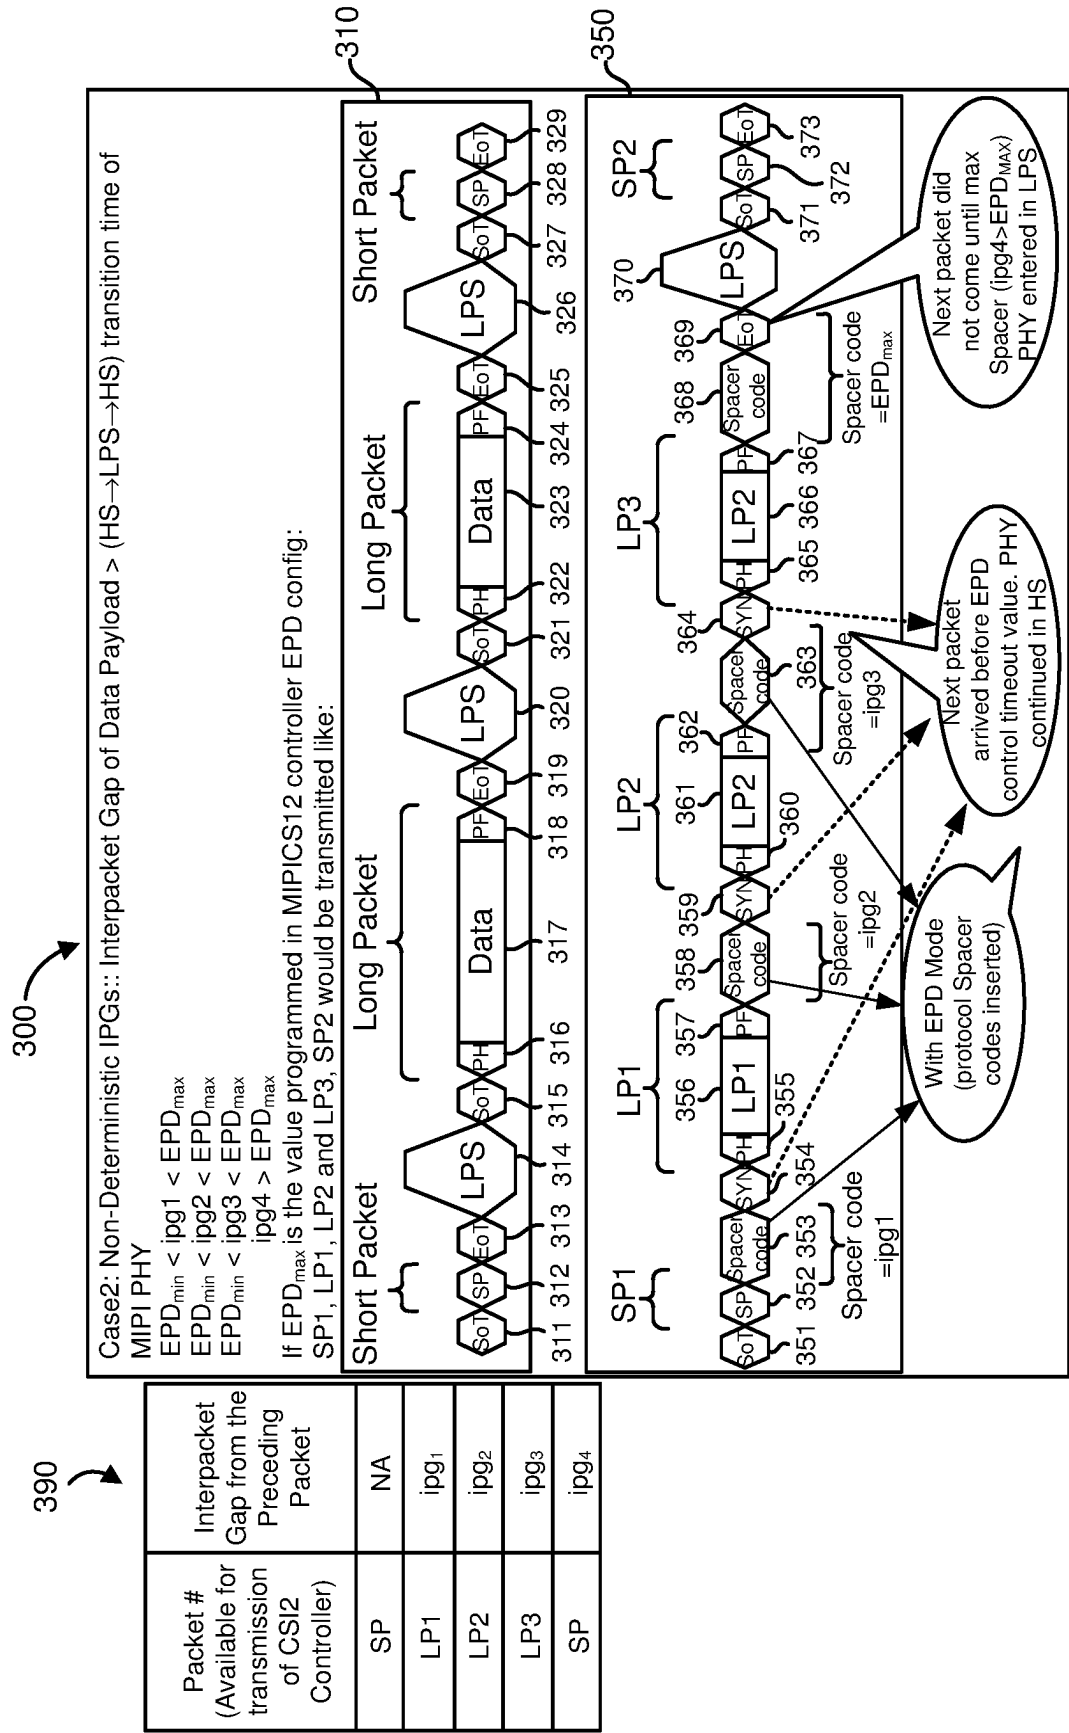 300
390
Packet #
(Available for
transmission
of CSI2
Controller)
Interpacket
Gap from the
Preceding
Packet
SP
NA
LP1
ipg1
LP2
ipg2
LP3
ipg3
SP
ipg4
Case2: Non-Deterministic IPGs:: Interpacket Gap of Data Payload > (HS→LPS→HS) transition time of
MIPI PHY
EPDmin < ipg1 < EPDmax
EPDmin < ipg2 < EPDmax
EPDmin < ipg3 < EPDmax
ipg4 > EPDmax
If EPDmax is the value programmed in MIPICS12 controller EPD config:
SP1, LP1, LP2 and LP3, SP2 would be transmitted like:
310
Short Packet
Long Packet
Long Packet
Short Packet
SoT
SP
EoT
LPS
SoT
PH
Data
PF
EoT
LPS
SoT
PH
Data
PF
EoT
LPS
SoT
SP
EoT
311
312
313
314
315
316
317
318
319
320
321
322
323
324
325
326
327
328
329
350
SP1
LP1
LP2
LP3
SP2
354
355
356
357
358
359
360
361
362
364
368
369
370
SoT
SP
Spacer
code
SYN
PH
LP1
PF
Spacer
code
SYN
PH
LP2
PF
Spacer
code
SYN
PH
LP2
PF
Spacer
code
EoT
LPS
SoT
SP
EoT
351
352
353
363
365
366
367
371
372
373
Spacer code
=ipg1
Spacer code
=ipg2
Spacer code
=ipg3
Spacer code
=EPDmax
With EPD Mode
(protocol Spacer
codes inserted)
Next packet
arrived before EPD
control timeout value. PHY
continued in HS
Next packet did
not come until max
Spacer (ipg4>EPDMAX)
PHY entered in LPS